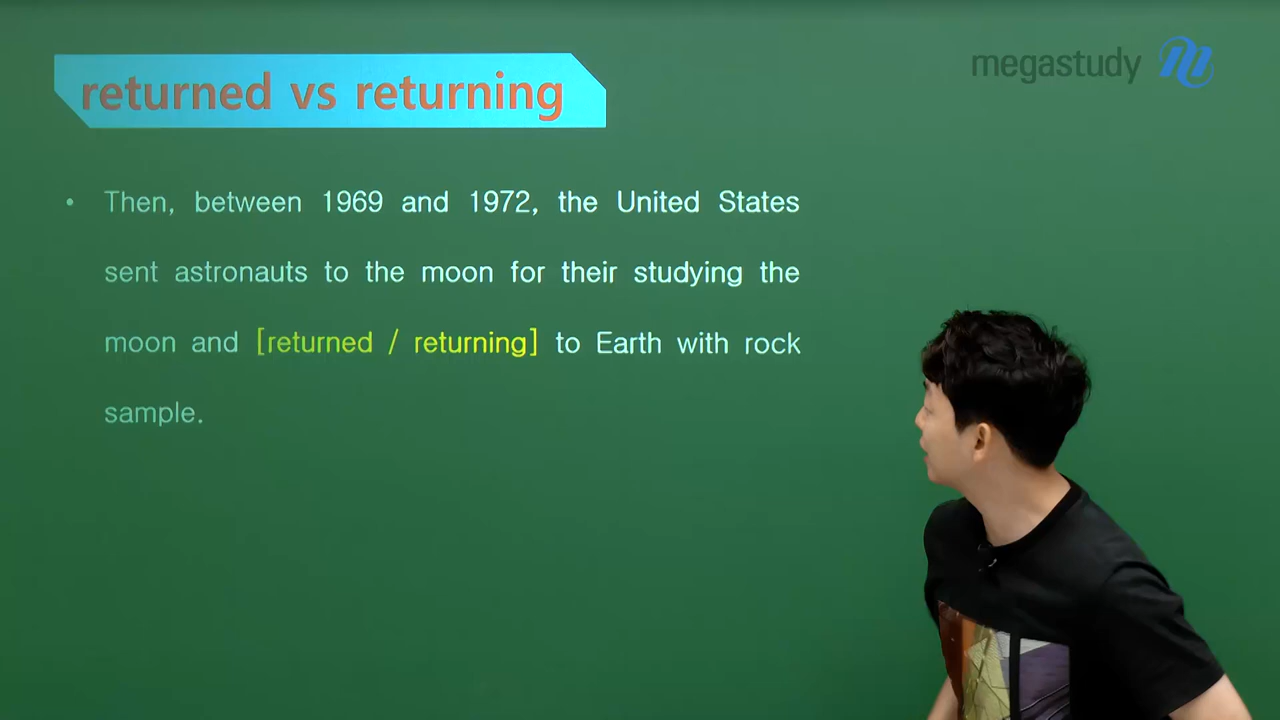 returned vs returning
megastudy
• Then, between 1969 and 1972, the United States
sent astronauts to the moon for their studying the
moon and [returned / returning] to Earth with rock
sample.